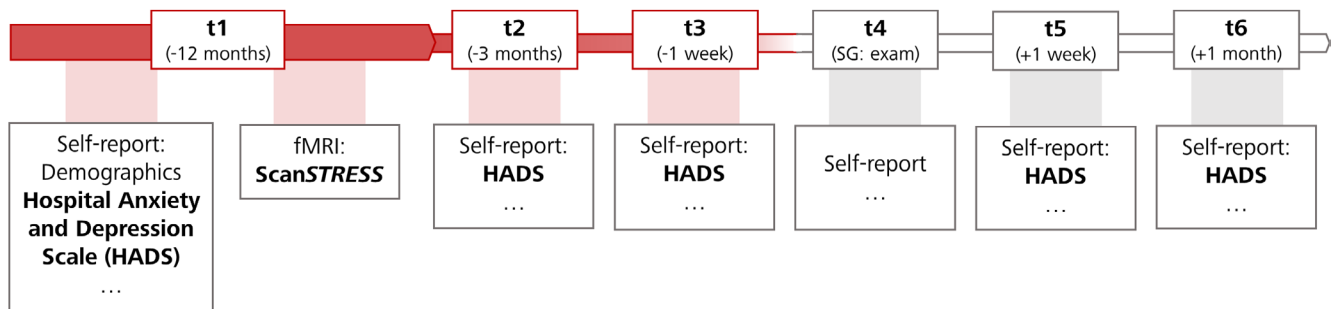 t1
(-12 months)
t2
(-3 months)
t3
(-1 week)
t4
(SG: exam)
t5
(+1 week)
t6
(+1 month)
Self-report:
Demographics
Hospital Anxiety
and Depression
Scale (HADS)
...
fMRI:
ScanSTRESS
Self-report:
HADS
...
Self-report:
HADS
...
Self-report
...
Self-report:
HADS
...
Self-report:
HADS
...